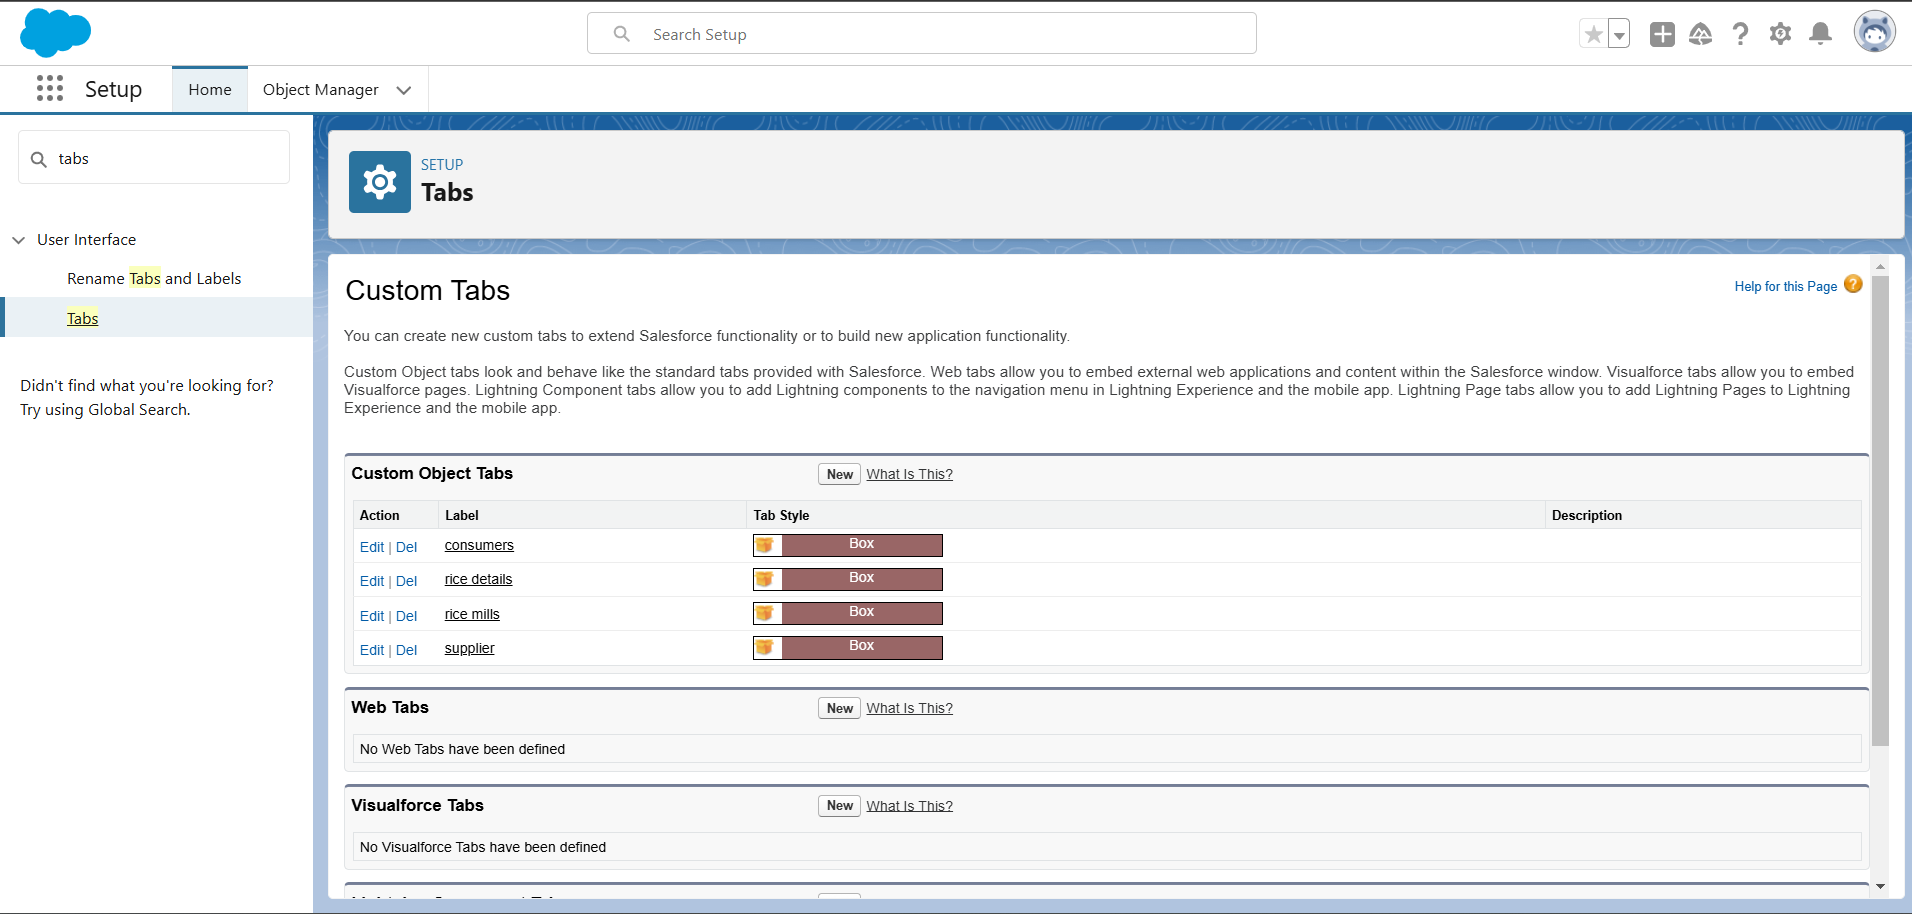 Search Setup
Setup
Home
Object Manager
tabs
User Interface
Rename Tabs and Labels
Tabs
Didn't find what you're looking for?
Try using Global Search.
SETUP
Tabs
Custom Tabs
Help for this Page
You can create new custom tabs to extend Salesforce functionality or to build new application functionality.
Custom Object tabs look and behave like the standard tabs provided with Salesforce. Web tabs allow you to embed external web applications and content within the Salesforce window. Visualforce tabs allow you to embed
Visualforce pages. Lightning Component tabs allow you to add Lightning components to the navigation menu in Lightning Experience and the mobile app. Lightning Page tabs allow you to add Lightning Pages to Lightning
Experience and the mobile app.
Custom Object Tabs New What Is This?
Action Label Tab Style Description
Edit | Del consumers Box
Edit | Del rice details Box
Edit | Del rice mills Box
Edit | Del supplier Box
Web Tabs New What Is This?
No Web Tabs have been defined
Visualforce Tabs New What Is This?
No Visualforce Tabs have been defined